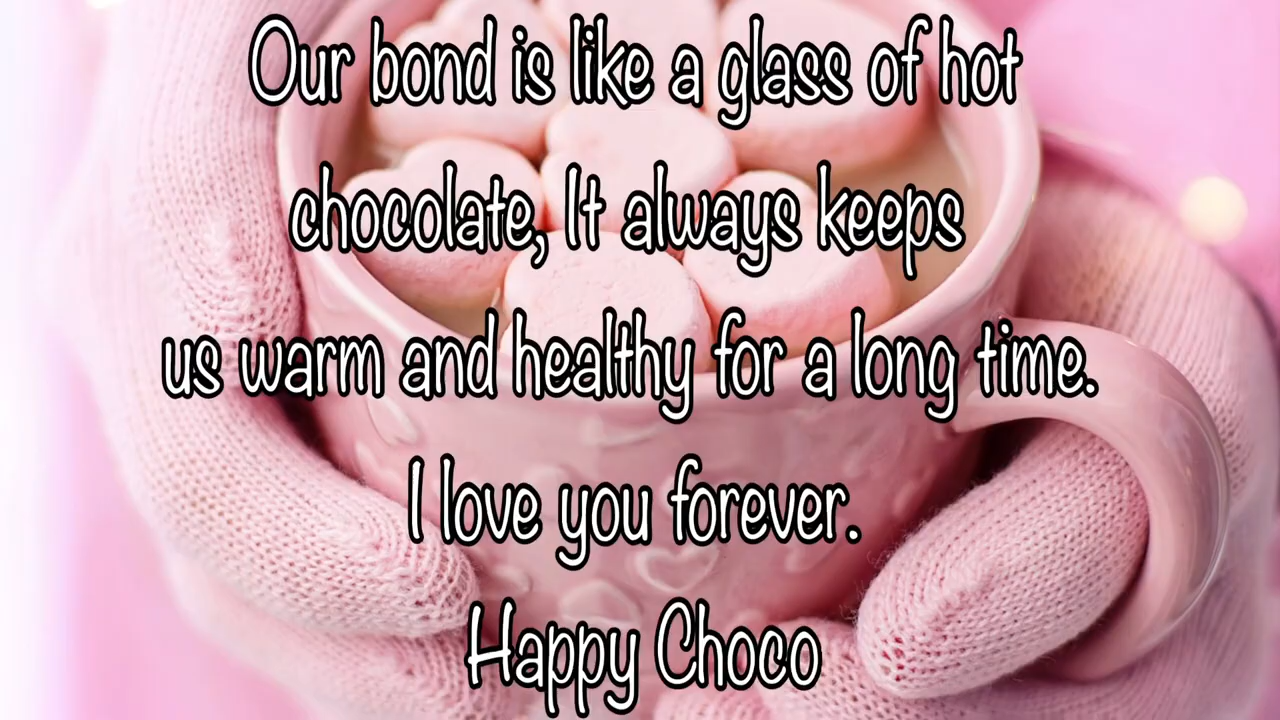 Our bond is like a glass of hot
chocolate, It always keeps
us warm and healthy for a long time.
I love you forever.
Happy Choco